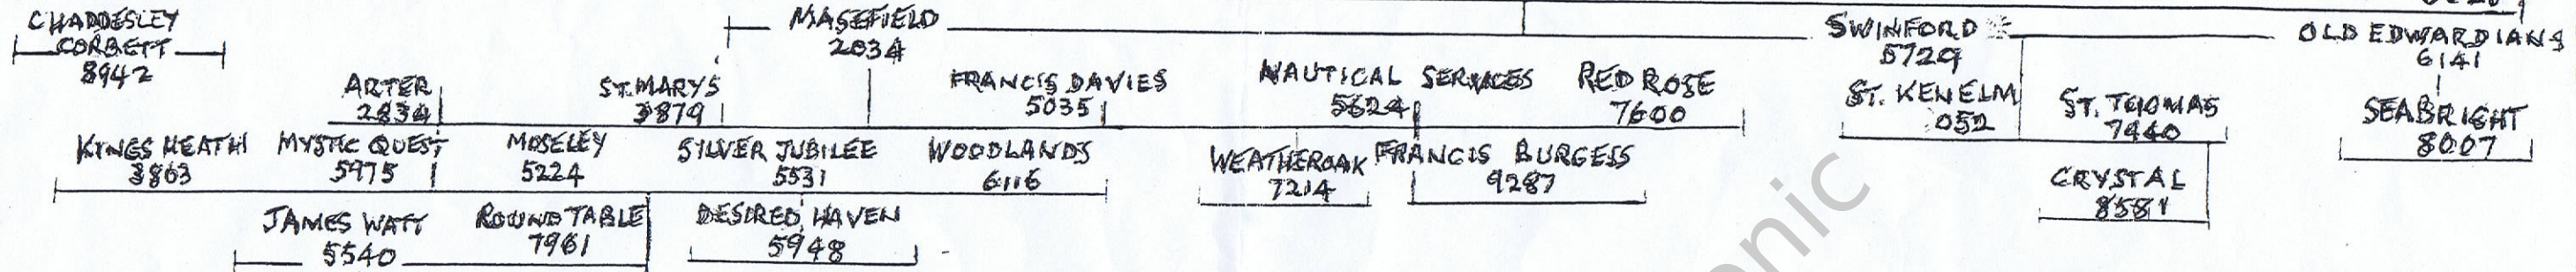 CHADDESLEY
CORBETT
8942
MASEFIELD
2034
SWINFORD
5729
OLD EDWARDIANS
6141
ARTER
2834
ST. MARYS
3879
FRANCIS DAVIES
5035
NAUTICAL SERVICES
5624
RED ROSE
7600
ST. KENELM
052
ST. THOMAS
7440
SEABRIGHT
8007
KINGS HEATH
3863
MYSTIC QUEST
5975
MOSELEY
5224
SILVER JUBILEE
5531
WOODLANDS
6116
WEATHEROAK
7214
FRANCIS BURGESS
9287
CRYSTAL
8581
JAMES WATT
5540
ROUND TABLE
7961
DESIRED HAVEN
5948
onic